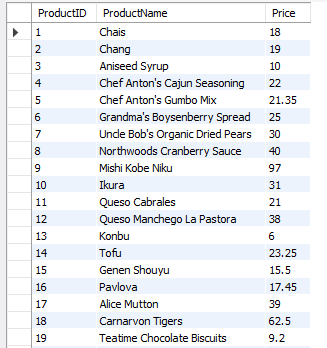 ProductID ProductName Price
1 Chais 18
2 Chang 19
3 Aniseed Syrup 10
4 Chef Anton's Cajun Seasoning 22
5 Chef Anton's Gumbo Mix 21.35
6 Grandma's Boysenberry Spread 25
7 Uncle Bob's Organic Dried Pears 30
8 Northwoods Cranberry Sauce 40
9 Mishi Kobe Niku 97
10 Ikura 31
11 Queso Cabrales 21
12 Queso Manchego La Pastora 38
13 Konbu 6
14 Tofu 23.25
15 Genen Shouyu 15.5
16 Pavlova 17.45
17 Alice Mutton 39
18 Carnarvon Tigers 62.5
19 Teatime Chocolate Biscuits 9.2